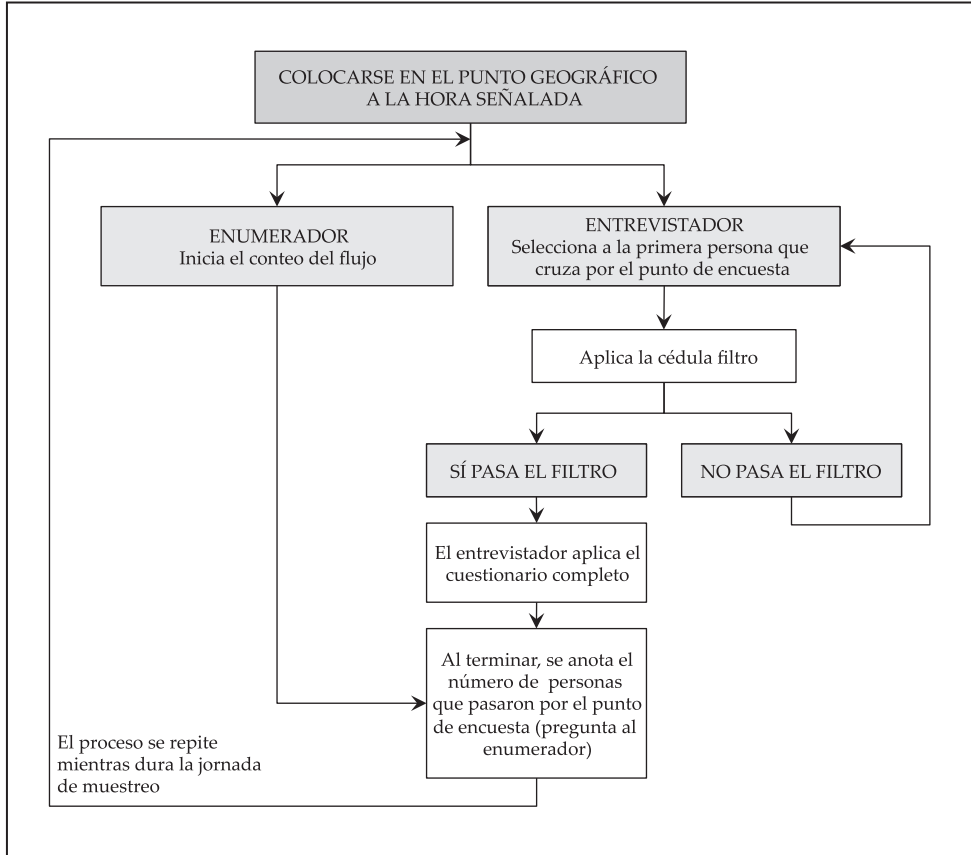 COLOCARSE EN EL PUNTO GEOGRÁFICO
A LA HORA SEÑALADA
ENUMERADOR
Inicia el conteo del flujo
ENTREVISTADOR
Selecciona a la primera persona que
cruza por el punto de encuesta
Aplica la cédula filtro
SÍ PASA EL FILTRO
NO PASA EL FILTRO
El entrevistador aplica el
cuestionario completo
Al terminar, se anota el
número de  personas
que pasaron por el punto
de encuesta (pregunta al
enumerador)
El proceso se repite
mientras dura la jornada
de muestreo